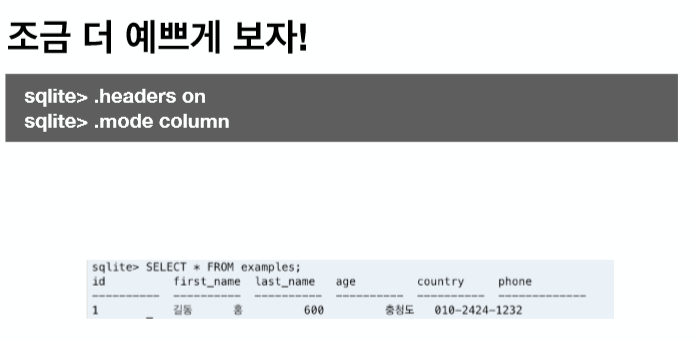 조금 더 예쁘게 보자!
sqlite> .headers on
sqlite> .mode column
sqlite> SELECT * FROM examples;
id first_name last_name age country phone
---------- ---------- ---------- ---------- ---------- -------------
1 길동 홍 600 충청도 010-2424-1232